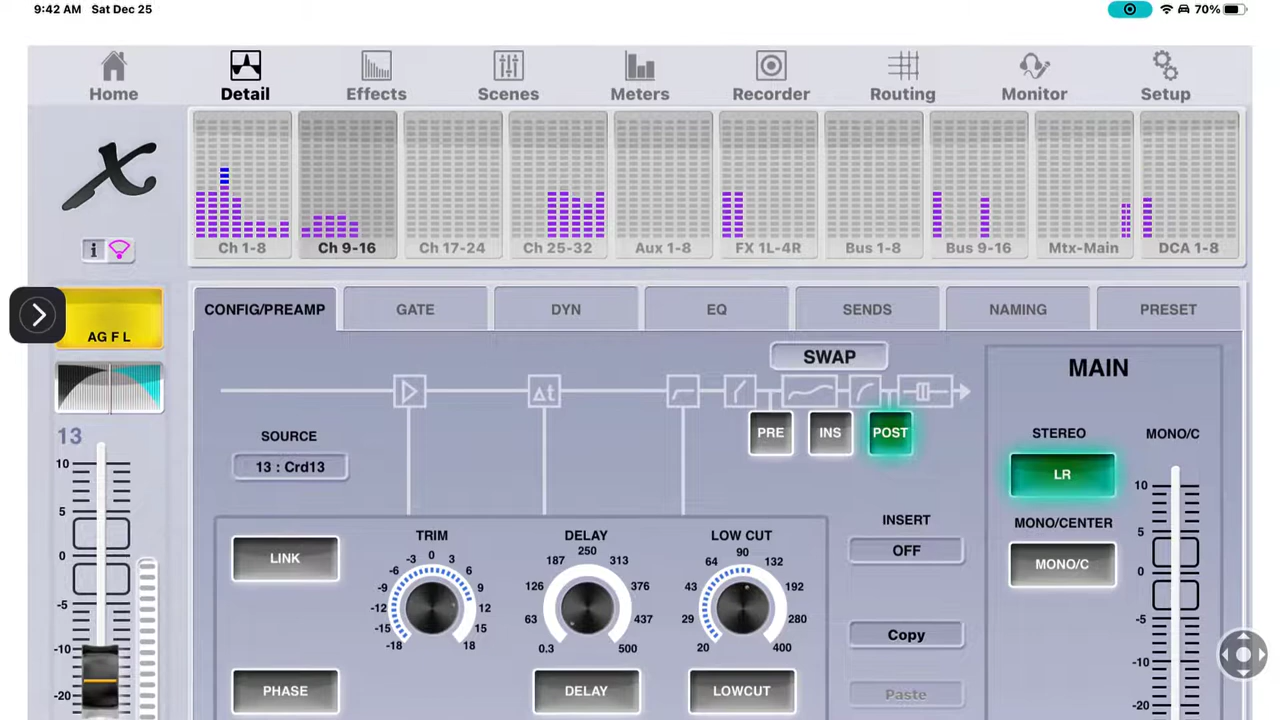 9:42 AM Sat Dec 25
70%
Home
Detail
Effects
Scenes
Meters
Recorder
Routing
Monitor
Setup
X
i
Ch 1-8
Ch 9-16
Ch 17-24
Ch 25-32
Aux 1-8
FX 1L-4R
Bus 1-8
Bus 9-16
Mtx-Main
DCA 1-8
AG F L
CONFIG/PREAMP
GATE
DYN
EQ
SENDS
NAMING
PRESET
SWAP
MAIN
Δt
PRE
INS
POST
13
SOURCE
13 : Crd13
STEREO
MONO/C
LR
10
5
0
-5
-10
-20
INSERT
OFF
MONO/CENTER
MONO/C
10
5
0
-5
-10
-20
LINK
TRIM
-18
-15
-12
-9
-6
-3
0
3
6
9
12
15
18
DELAY
0.3
63
126
187
250
313
376
437
500
LOW CUT
20
29
43
64
90
132
192
280
400
Copy
PHASE
DELAY
LOWCUT
Paste